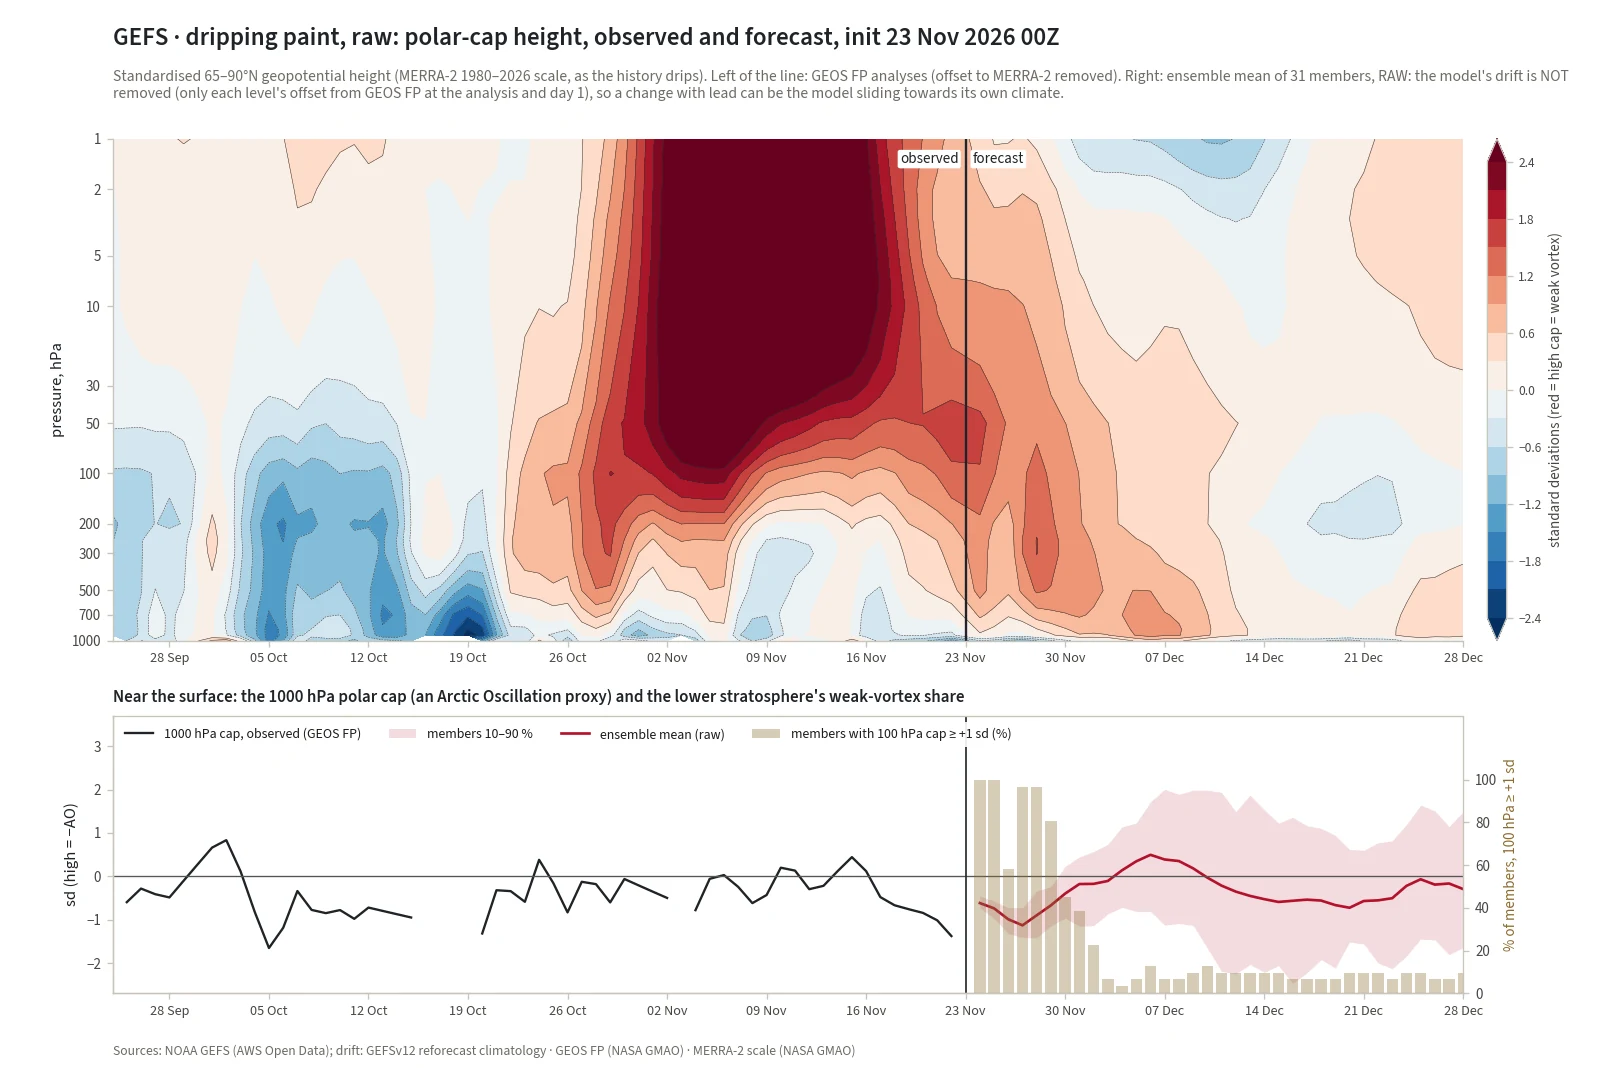 GEFS · dripping paint, raw: polar-cap height, observed and forecast, init 23 Nov 2026 00Z
Standardised 65–90°N geopotential height (MERRA-2 1980–2026 scale, as the history drips). Left of the line: GEOS FP analyses (offset to MERRA-2 removed). Right: ensemble mean of 31 members, RAW: the model's drift is NOT
removed (only each level's offset from GEOS FP at the analysis and day 1), so a change with lead can be the model sliding towards its own climate.
pressure, hPa
1
2
5
10
30
50
100
200
300
500
700
1000
observed
forecast
28 Sep
05 Oct
12 Oct
19 Oct
26 Oct
02 Nov
09 Nov
16 Nov
23 Nov
30 Nov
07 Dec
14 Dec
21 Dec
28 Dec
2.4
1.8
1.2
0.6
0.0
−0.6
−1.2
−1.8
−2.4
standard deviations (red = high cap = weak vortex)
Near the surface: the 1000 hPa polar cap (an Arctic Oscillation proxy) and the lower stratosphere's weak-vortex share
1000 hPa cap, observed (GEOS FP)
members 10–90 %
ensemble mean (raw)
members with 100 hPa cap ≥ +1 sd (%)
sd (high = −AO)
3
2
1
0
−1
−2
100
80
60
40
20
0
% of members, 100 hPa ≥ +1 sd
28 Sep
05 Oct
12 Oct
19 Oct
26 Oct
02 Nov
09 Nov
16 Nov
23 Nov
30 Nov
07 Dec
14 Dec
21 Dec
28 Dec
Sources: NOAA GEFS (AWS Open Data); drift: GEFSv12 reforecast climatology · GEOS FP (NASA GMAO) · MERRA-2 scale (NASA GMAO)